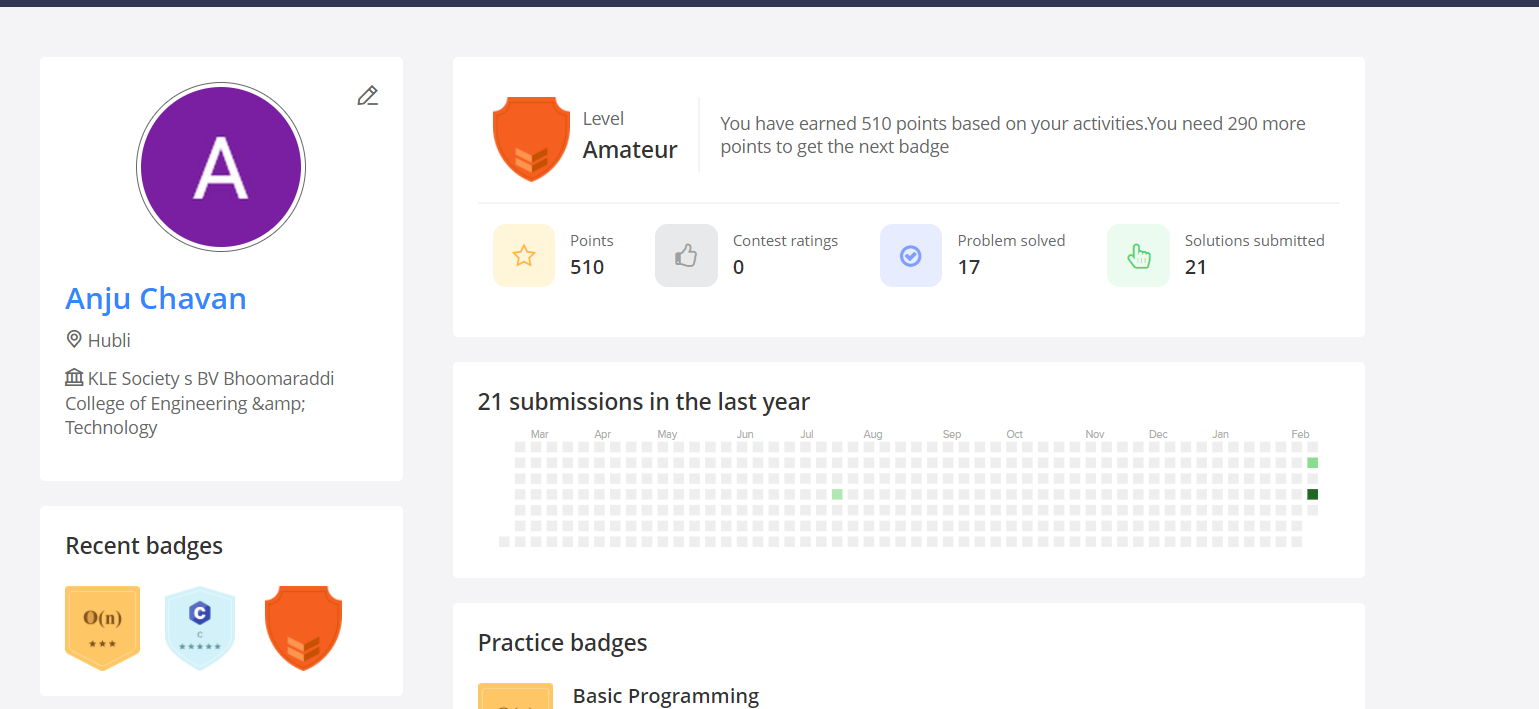 A
Anju Chavan
Hubli
KLE Society s BV Bhoomaraddi
College of Engineering &amp;
Technology
Recent badges
O(n)
C
C
Level
Amateur
You have earned 510 points based on your activities.You need 290 more
points to get the next badge
Points
510
Contest ratings
0
Problem solved
17
Solutions submitted
21
21 submissions in the last year
Mar Apr May Jun Jul Aug Sep Oct Nov Dec Jan Feb
Practice badges
Basic Programming